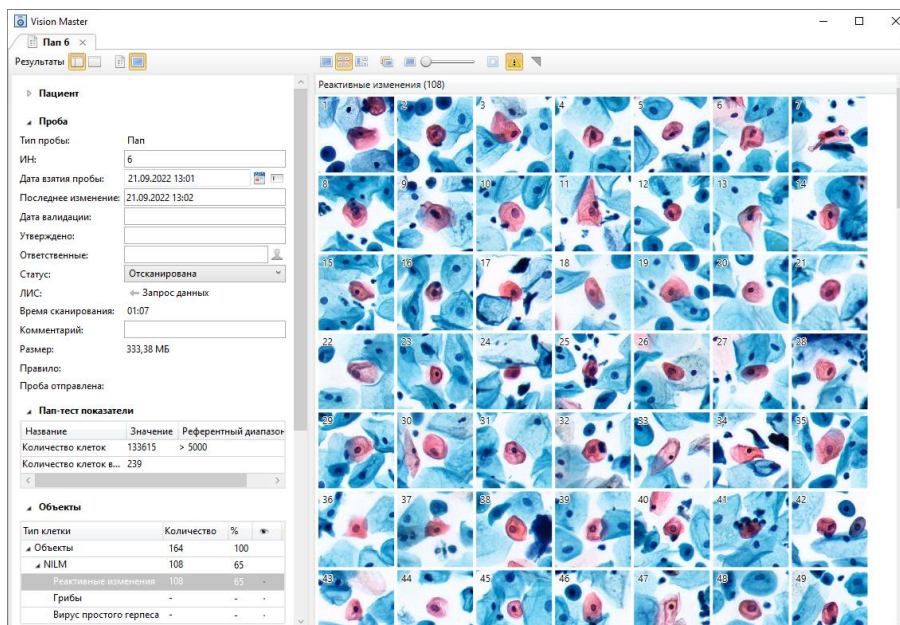 Vision Master
Пап 6
Результаты
Реактивные изменения (108)
Пациент
Проба
Тип пробы: Пап
ИН: 6
Дата взятия пробы: 21.09.2022 13:01
Последнее изменение: 21.09.2022 13:02
Дата валидации:
Утверждено:
Ответственные:
Статус: Отсканирована
ЛИС: Запрос данных
Время сканирования: 01:07
Комментарий:
Размер: 333,38 МБ
Правило:
Проба отправлена:
Пап-тест показатели
Название Значение Референтный диапазон
Количество клеток 133615 > 5000
Количество клеток в... 239
Объекты
Тип клетки Количество %
Объекты 164 100
NILM 108 65
Реактивные изменения 108 65 -
Грибы - - -
Вирус простого герпеса - - -
1 2 3 4 5 6 7
8 9 10 11 12 13 14
15 16 17 18 19 20 21
22 23 24 25 26 27 28
29 30 31 32 33 34 35
36 37 38 39 40 41 42
43 44 45 46 47 48 49